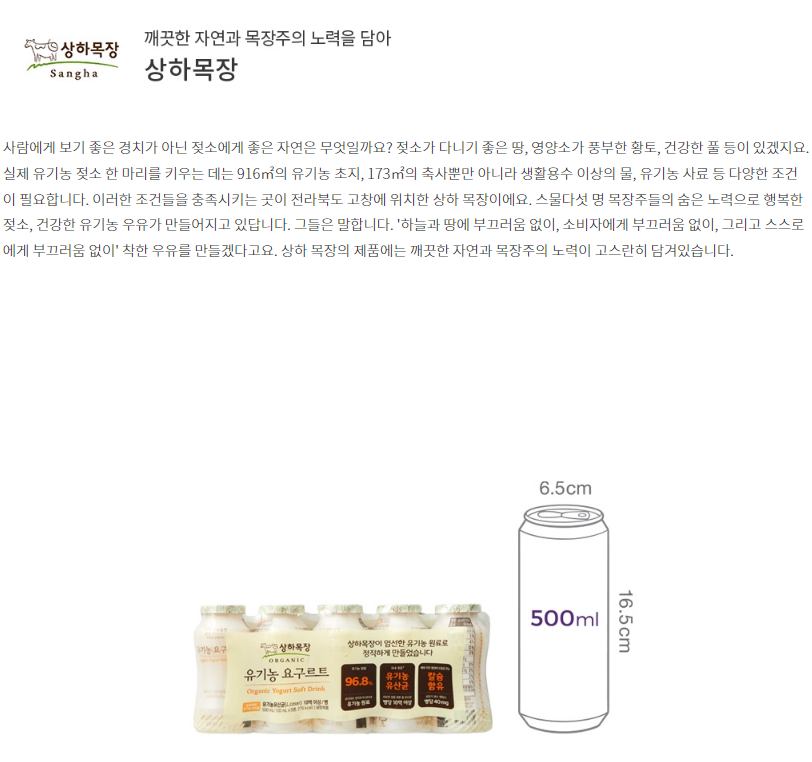 상하목장
Sangha
깨끗한 자연과 목장주의 노력을 담아
상하목장
사람에게 보기 좋은 경치가 아닌 젖소에게 좋은 자연은 무엇일까요? 젖소가 다니기 좋은 땅, 영양소가 풍부한 황토, 건강한 풀 등이 있겠지요.
실제 유기농 젖소 한 마리를 키우는 데는 916㎡의 유기농 초지, 173㎡의 축사뿐만 아니라 생활용수 이상의 물, 유기농 사료 등 다양한 조건
이 필요합니다. 이러한 조건들을 충족시키는 곳이 전라북도 고창에 위치한 상하 목장이에요. 스물다섯 명 목장주들의 숨은 노력으로 행복한
젖소, 건강한 유기농 우유가 만들어지고 있답니다. 그들은 말합니다. '하늘과 땅에 부끄러움 없이, 소비자에게 부끄러움 없이, 그리고 스스로
에게 부끄러움 없이' 착한 우유를 만들겠다고요. 상하 목장의 제품에는 깨끗한 자연과 목장주의 노력이 고스란히 담겨있습니다.
6.5cm
500ml
16.5cm
상하목장
ORGANIC
유기농 요구르트
Organic Yogurt Soft Drink
상하목장이 엄선한 유기농 원료로
정직하게 만들었습니다
96.8%
유기농 원료
유기농
유산균
병당 10억 이상
칼슘
함유
병당 40mg